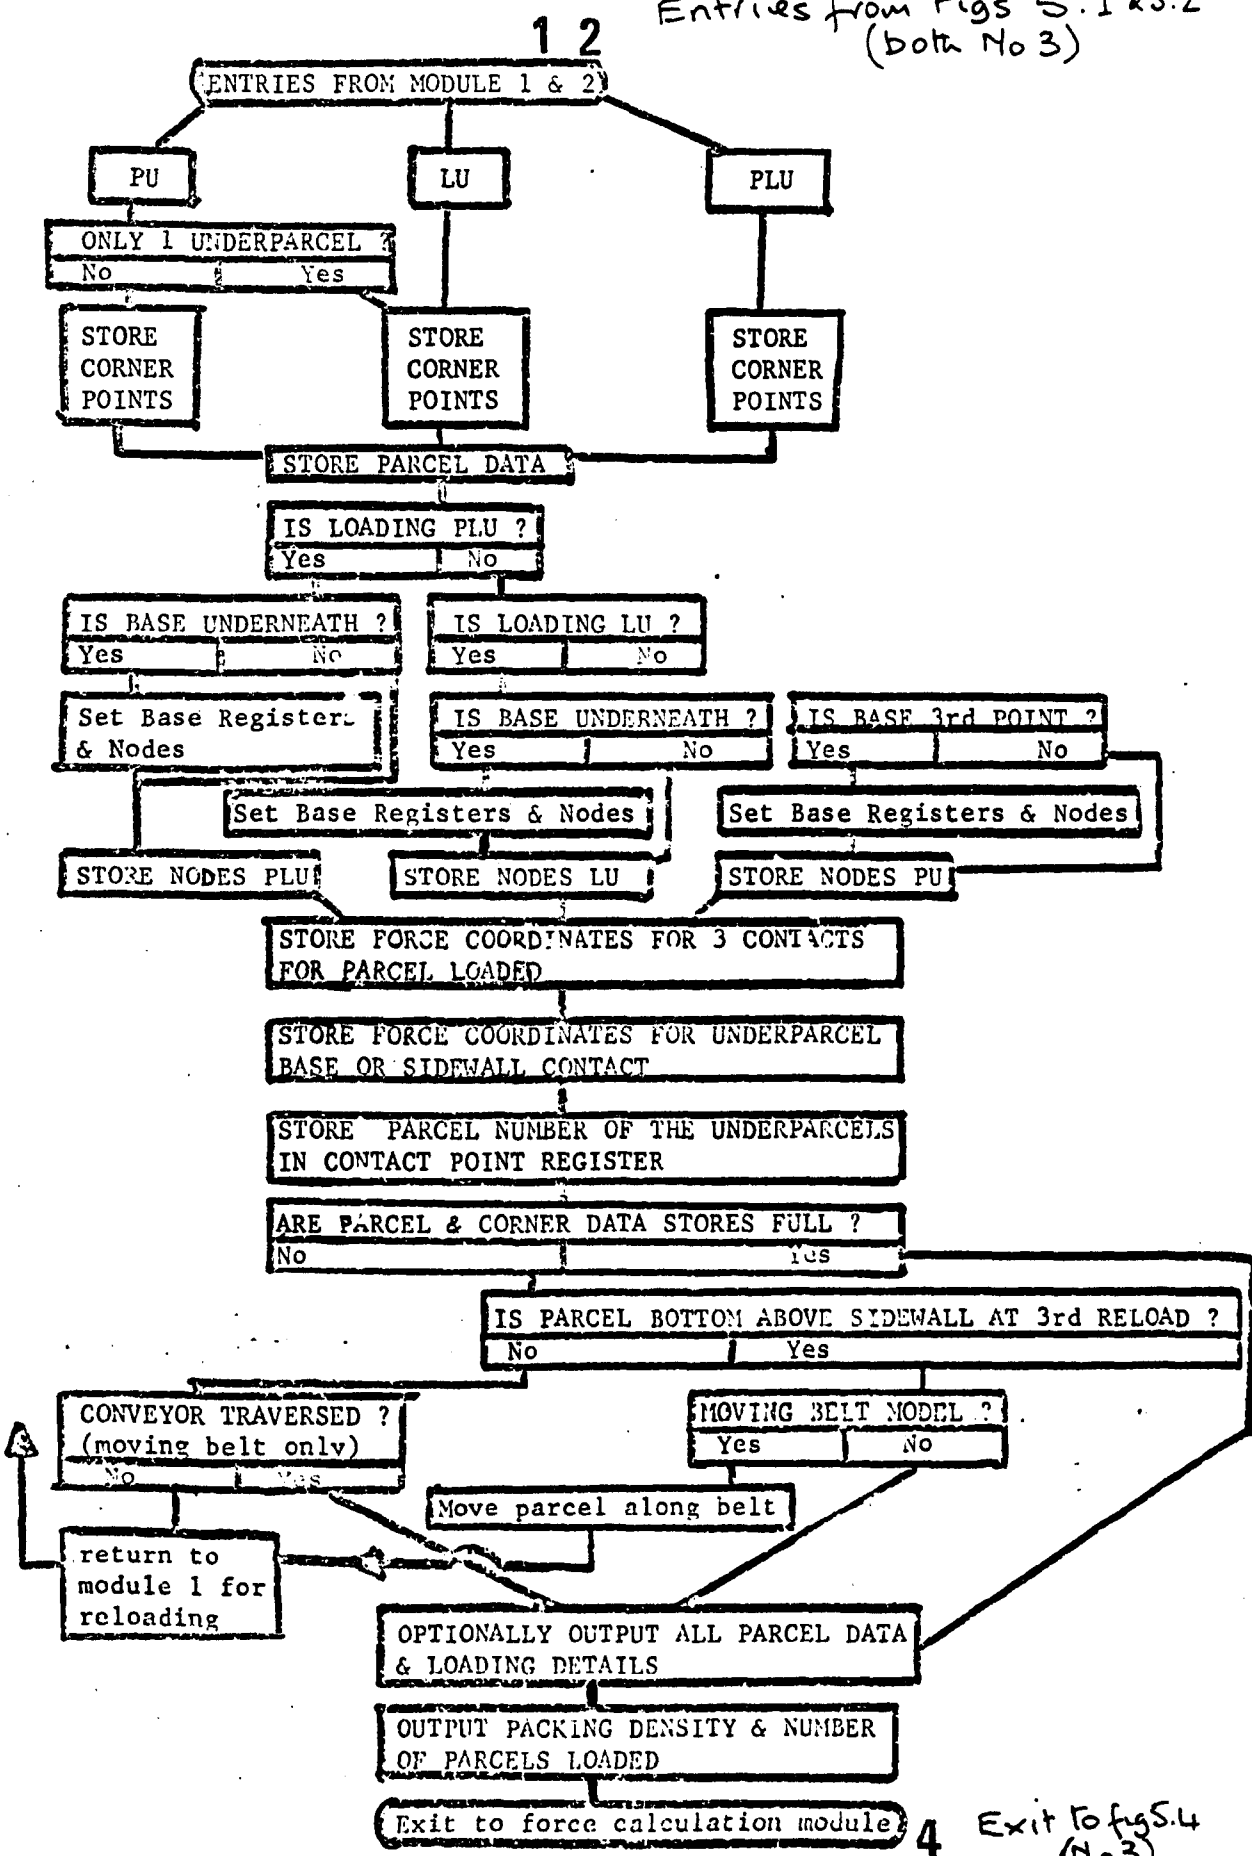 Entries from Figs 5.1 & 5.2
(both No 3)
1 2
ENTRIES FROM MODULE 1 & 2
PU
LU
PLU
ONLY 1 UNDERPARCEL ?
No Yes
STORE
CORNER
POINTS
STORE
CORNER
POINTS
STORE
CORNER
POINTS
STORE PARCEL DATA
IS LOADING PLU ?
Yes No
IS BASE UNDERNEATH ?
Yes No
IS LOADING LU ?
Yes No
Set Base Registers
& Nodes
IS BASE UNDERNEATH ?
Yes No
IS BASE 3rd POINT ?
Yes No
Set Base Registers & Nodes
Set Base Registers & Nodes
STORE NODES PLU
STORE NODES LU
STORE NODES PU
STORE FORCE COORDINATES FOR 3 CONTACTS
FOR PARCEL LOADED
STORE FORCE COORDINATES FOR UNDERPARCEL
BASE OR SIDEWALL CONTACT
STORE PARCEL NUMBER OF THE UNDERPARCELS
IN CONTACT POINT REGISTER
ARE PARCEL & CORNER DATA STORES FULL ?
No Yes
IS PARCEL BOTTOM ABOVE SIDEWALL AT 3rd RELOAD ?
No Yes
CONVEYOR TRAVERSED ?
(moving belt only)
No Yes
MOVING BELT MODEL ?
Yes No
Move parcel along belt
return to
module 1 for
reloading
OPTIONALLY OUTPUT ALL PARCEL DATA
& LOADING DETAILS
OUTPUT PACKING DENSITY & NUMBER
OF PARCELS LOADED
Exit to force calculation module
4
Exit to fig 5.4
(No 3)